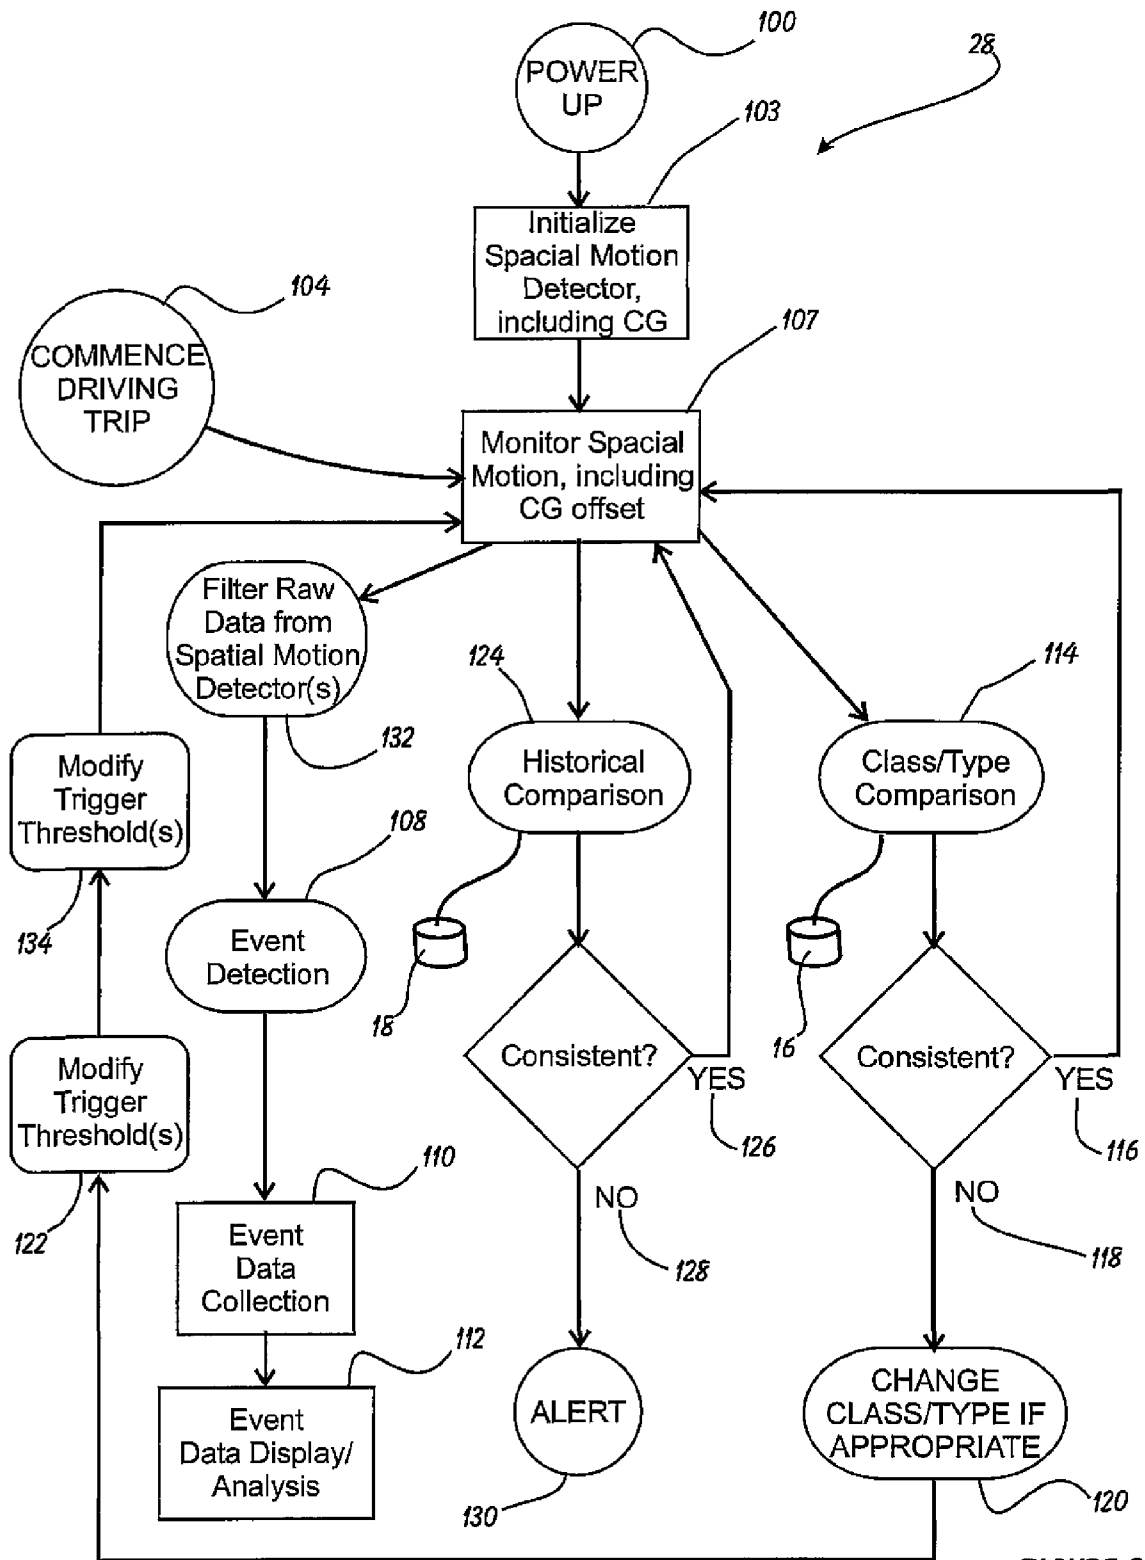 100
28
POWER
UP
103
Initialize
Spacial Motion
Detector,
including CG
104
COMMENCE
DRIVING
TRIP
107
Monitor Spacial
Motion, including
CG offset
Filter Raw
Data from
Spatial Motion
Detector(s)
132
124
Historical
Comparison
114
Class/Type
Comparison
Modify
Trigger
Threshold(s)
134
108
Event
Detection
18
16
Consistent?
YES
126
Consistent?
YES
116
Modify
Trigger
Threshold(s)
122
110
Event
Data
Collection
NO
128
NO
118
112
Event
Data Display/
Analysis
ALERT
130
CHANGE
CLASS/TYPE IF
APPROPRIATE
120